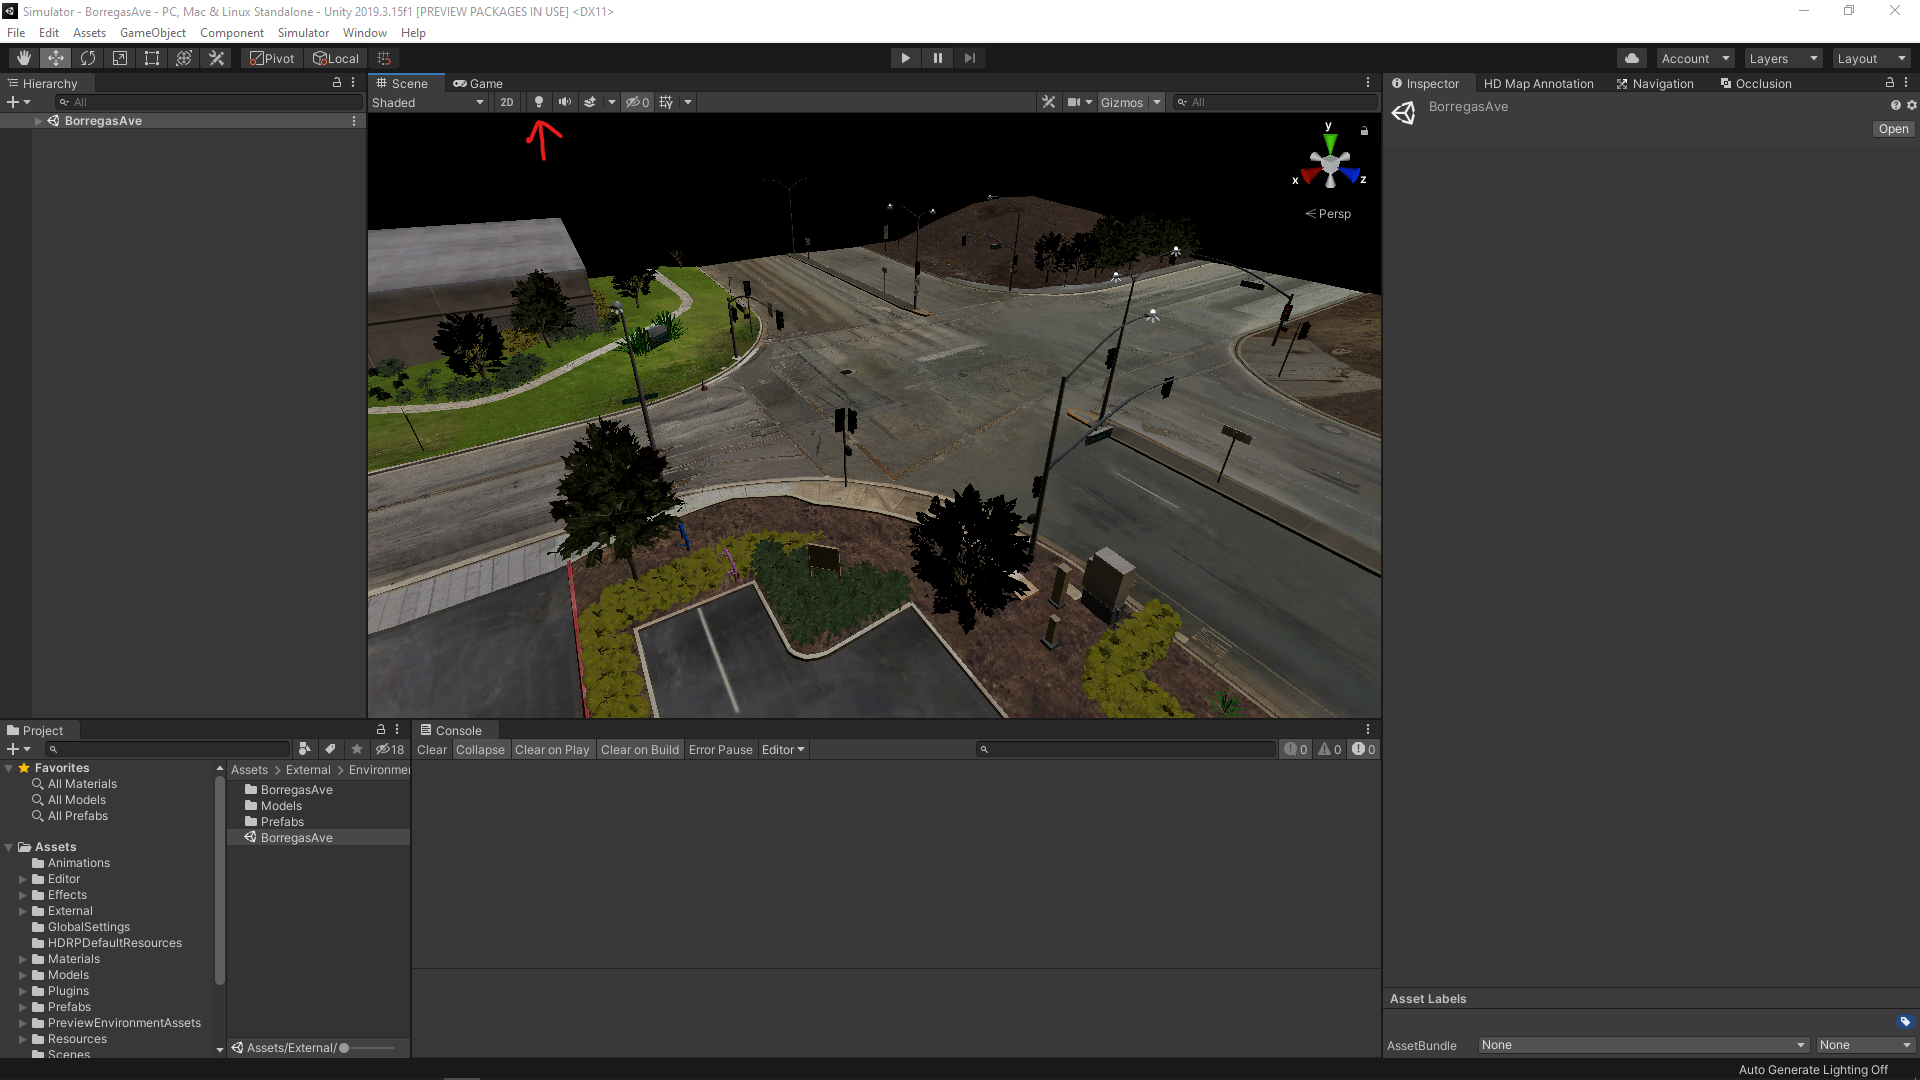 Simulator - BorregasAve - PC, Mac & Linux Standalone - Unity 2019.3.15f1 [PREVIEW PACKAGES IN USE] <DX11>
File Edit Assets GameObject Component Simulator Window Help
Pivot Local Account Layers Layout
Hierarchy
All
BorregasAve
Scene Game
Shaded 2D 0 Gizmos All
y
x z
Persp
Inspector HD Map Annotation Navigation Occlusion
BorregasAve
Open
Project
18
Favorites
All Materials
All Models
All Prefabs
Assets
Animations
Editor
Effects
External
GlobalSettings
HDRPDefaultResources
Materials
Models
Plugins
Prefabs
PreviewEnvironmentAssets
Resources
Scenes
Assets > External > Environmen
BorregasAve
Models
Prefabs
BorregasAve
Assets/External/
Console
Clear Collapse Clear on Play Clear on Build Error Pause Editor 0 0 0
Asset Labels
AssetBundle None None
Auto Generate Lighting Off